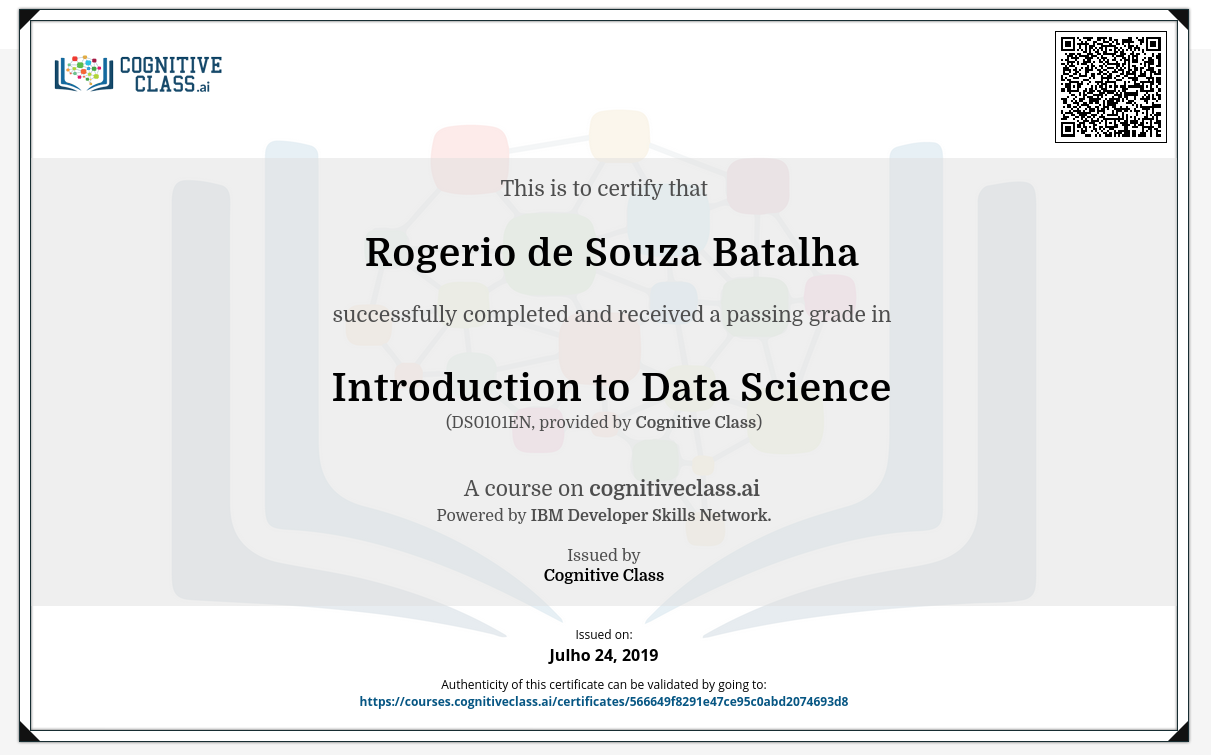 COGNITIVE
CLASS.ai
This is to certify that
Rogerio de Souza Batalha
successfully completed and received a passing grade in
Introduction to Data Science
(DS0101EN, provided by Cognitive Class)
A course on cognitiveclass.ai
Powered by IBM Developer Skills Network.
Issued by
Cognitive Class
Issued on:
Julho 24, 2019
Authenticity of this certificate can be validated by going to:
https://courses.cognitiveclass.ai/certificates/566649f8291e47ce95c0abd2074693d8